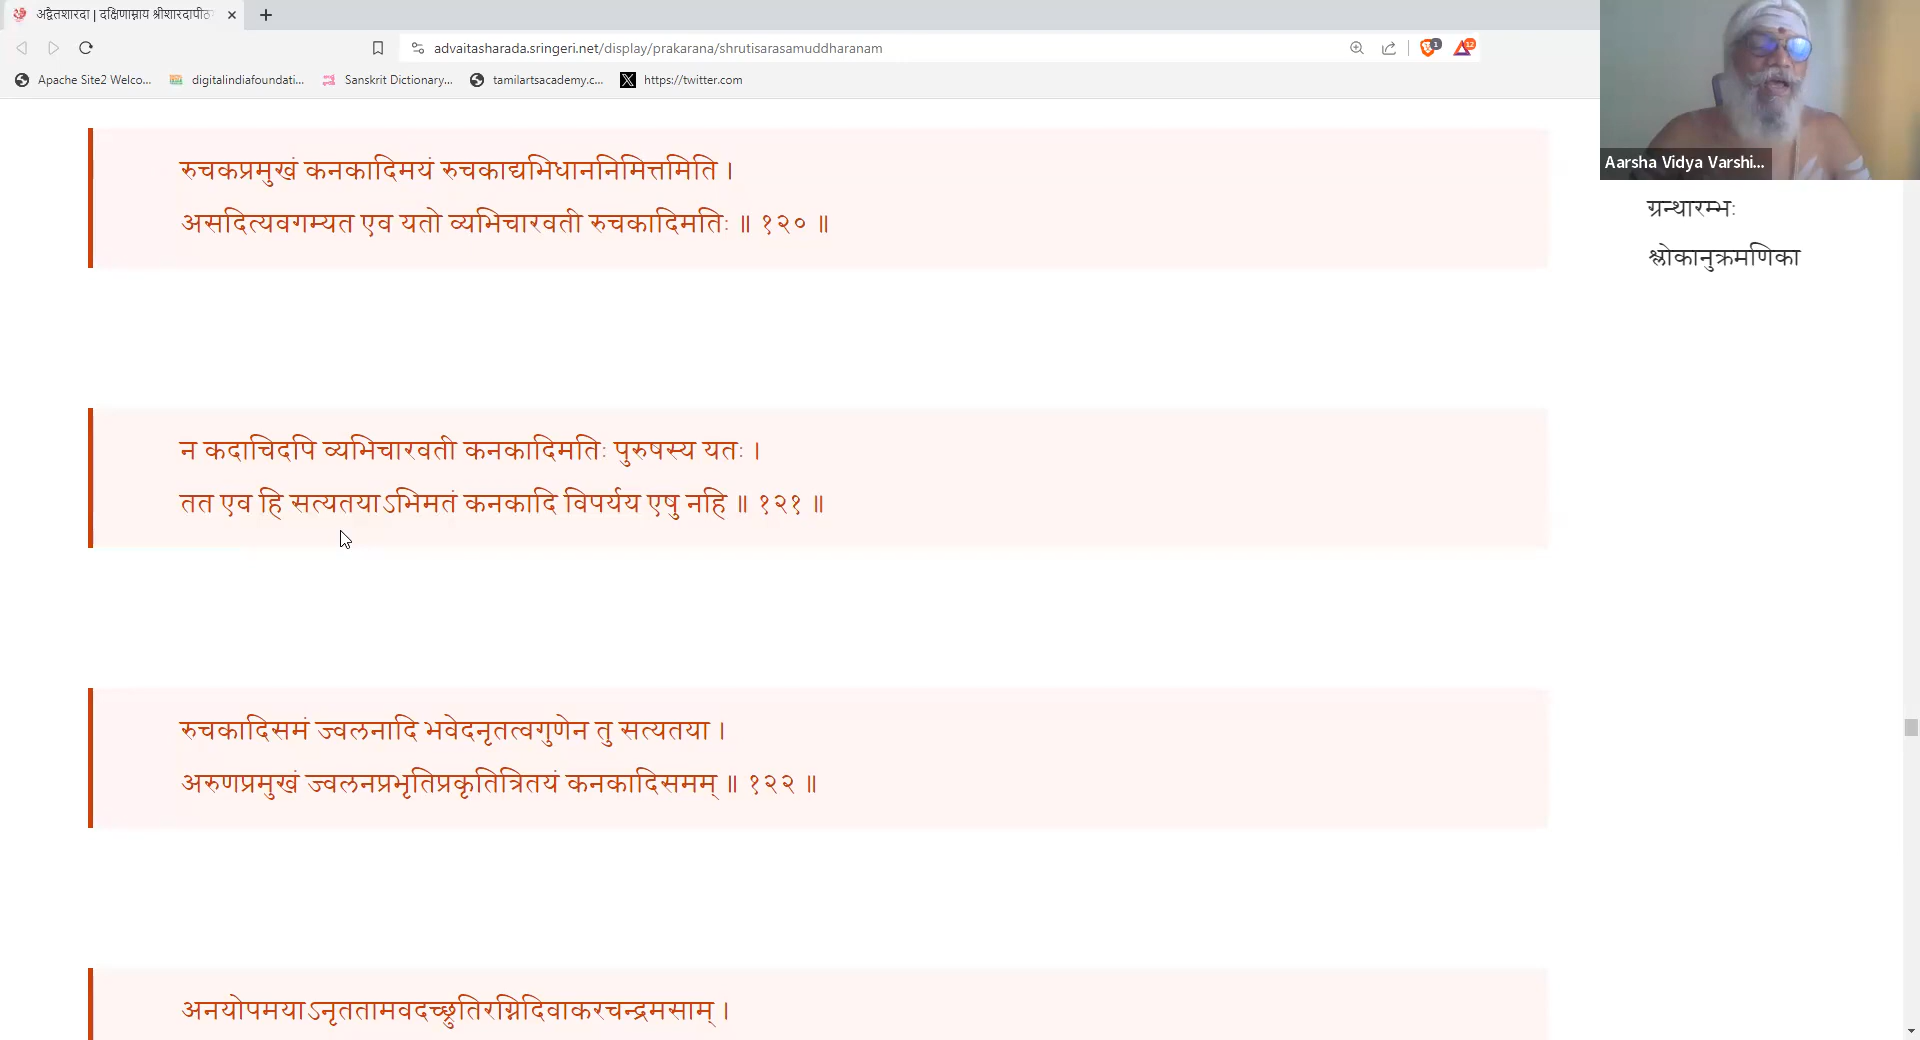 अद्वैतशारदा | दक्षिणाम्नाय श्रीशारदापीठ
advaitasharada.sringeri.net/display/prakarana/shrutisarasamuddharanam
1
12
Apache Site2 Welco...
digitalindiafoundati...
Sanskrit Dictionary...
tamilartsacademy.c...
https://twitter.com
Aarsha Vidya Varshi...
रुचकप्रमुखं कनकादिमयं रुचकाद्यभिधाननिमित्तमिति ।
असदित्यवगम्यत एव यतो व्यभिचारवती रुचकादिमतिः ॥ १२० ॥
ग्रन्थारम्भः
श्लोकानुक्रमणिका
न कदाचिदपि व्यभिचारवती कनकादिमतिः पुरुषस्य यतः ।
तत एव हि सत्यतयाऽभिमतं कनकादि विपर्यय एषु नहि ॥ १२१ ॥
रुचकादिसमं ज्वलनादि भवेदनृतत्वगुणेन तु सत्यतया ।
अरुणप्रमुखं ज्वलनप्रभृतिप्रकृतित्रितयं कनकादिसमम् ॥ १२२ ॥
अनयोपमयाऽनृततामवदच्छ्रुतिरग्निदिवाकरचन्द्रमसाम् ।